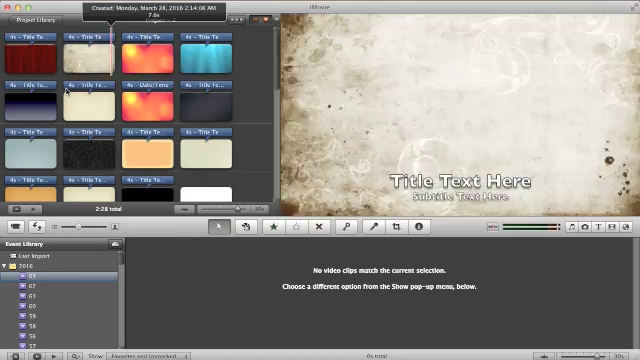 iMovie
Created: Monday, March 28, 2016 2:14:06 AM
7.6s
Project Library
4s – Title Te...
4s – Title Te...
4s – Title Te
4s – Title Te
4s – Title Te...
4s – Title Te...
4s – Date/Time
4s – Title Te
4s – Title Te
4s – Title Te
4s – Title Te
4s – Title Te
4s – Title Te
4s – Title Te
4s – Title Te
4s – Title Te
2:28 total
10s
Title Text Here
Subtitle Text Here
Event Library
Last Import
2016
61
62
63
60
59
58
56
57
No video clips match the current selection.
Choose a different option from the Show pop-up menu, below.
Show:
Favorites and Unmarked
0s total
30s